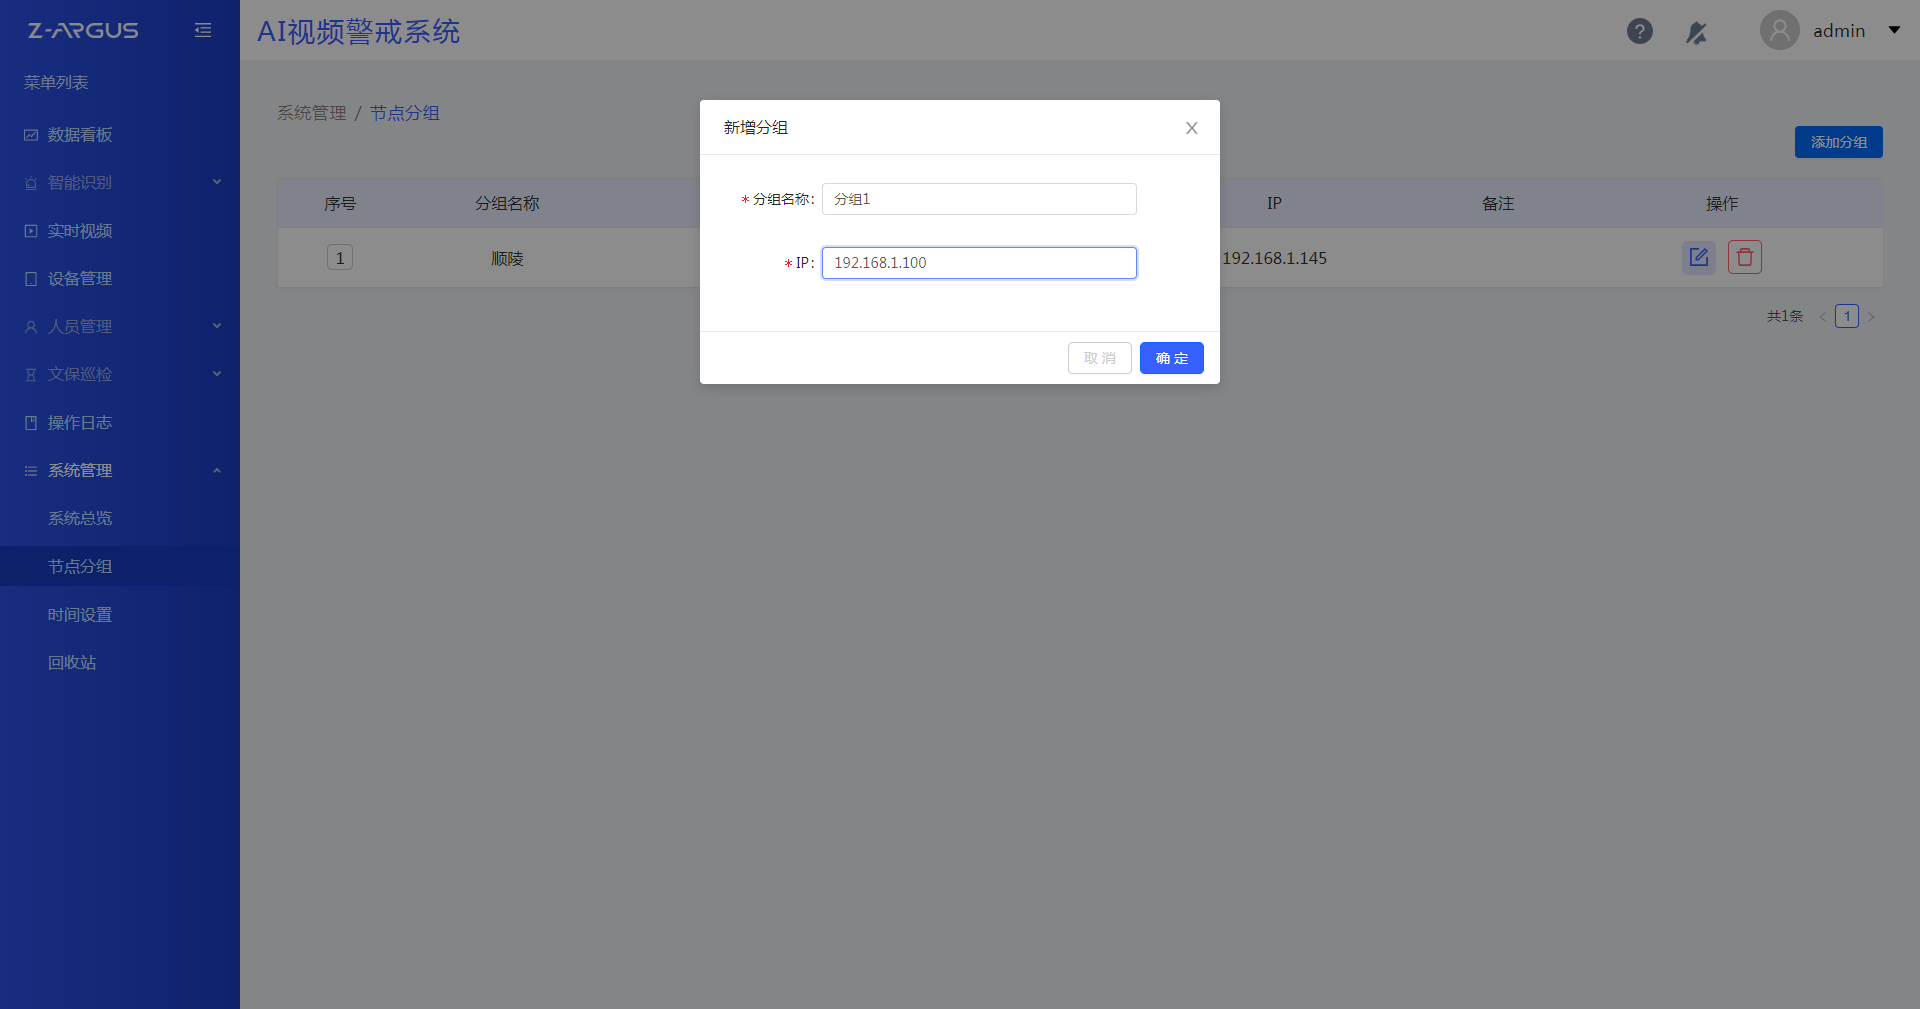 Z-ARGUS
AI视频警戒系统
?
admin
菜单列表
数据看板
智能识别
实时视频
设备管理
人员管理
文保巡检
操作日志
系统管理
系统总览
节点分组
时间设置
回收站
系统管理 / 节点分组
添加分组
序号 分组名称 IP 备注 操作
1 顺陵 192.168.1.145
共1条 < 1 >
新增分组 X
* 分组名称: 分组1
* IP: 192.168.1.100
取 消 确 定